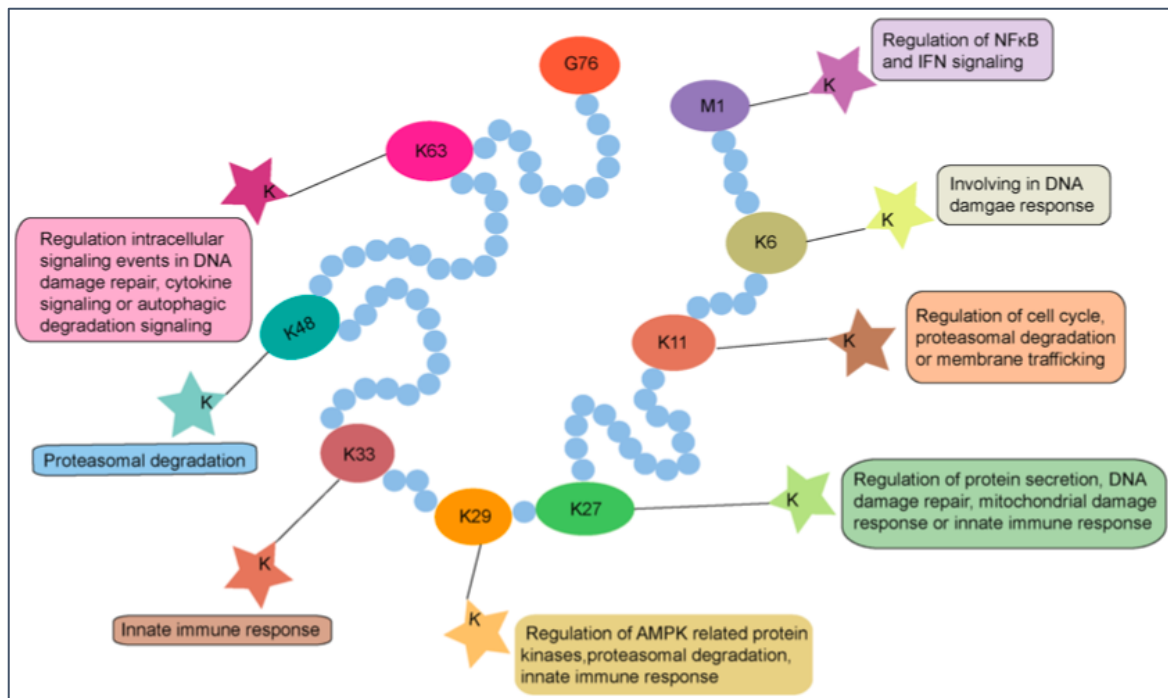 G76
M1
K
Regulation of NFκB
and IFN signaling
K63
K
Involving in DNA
damgae response
K
K6
Regulation intracellular
signaling events in DNA
damage repair, cytokine
signaling or autophagic
degradation signaling
K48
K11
K
Regulation of cell cycle,
proteasomal degradation
or membrane trafficking
K
Proteasomal degradation
K33
K29
K27
K
Regulation of protein secretion, DNA
damage repair, mitochondrial damage
response or innate immune response
K
Innate immune response
K
Regulation of AMPK related protein
kinases,proteasomal degradation,
innate immune response